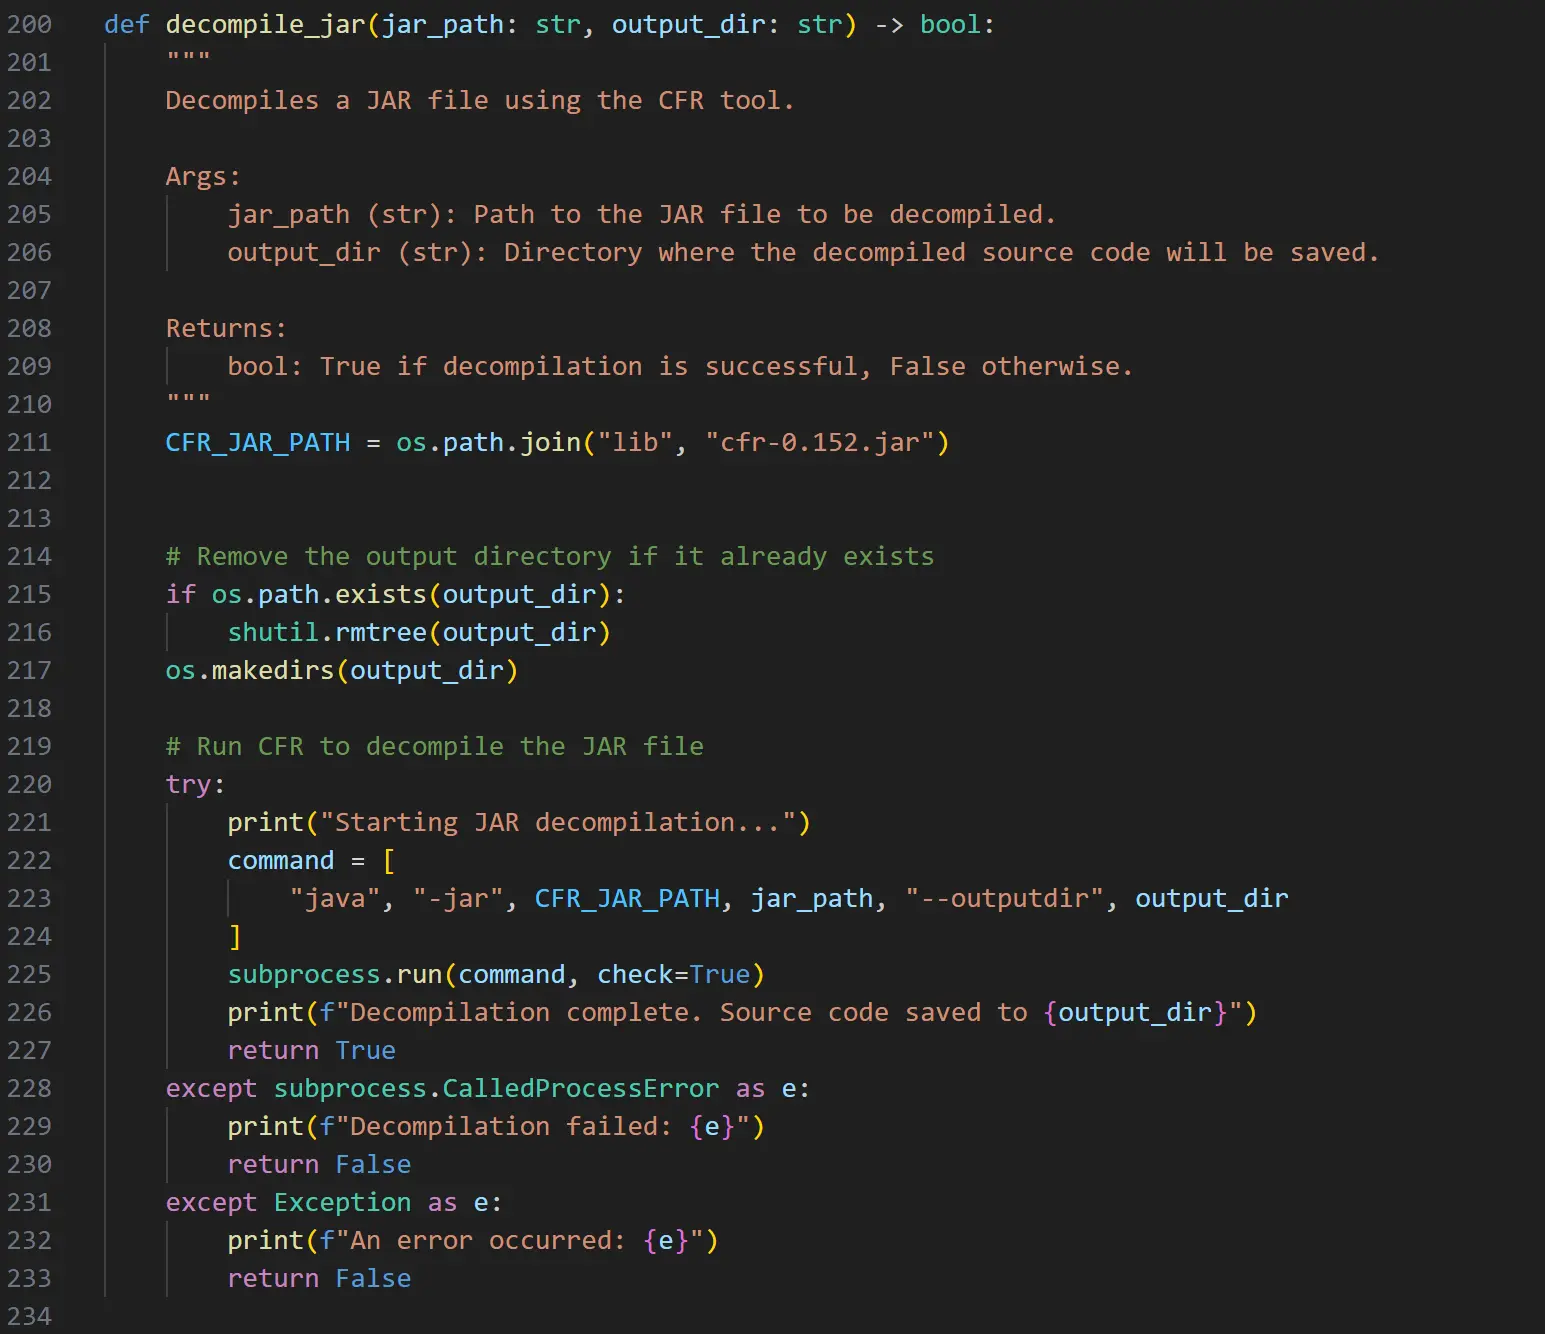 200 def decompile_jar(jar_path: str, output_dir: str) -> bool:
201     """
202     Decompiles a JAR file using the CFR tool.
203
204     Args:
205         jar_path (str): Path to the JAR file to be decompiled.
206         output_dir (str): Directory where the decompiled source code will be saved.
207
208     Returns:
209         bool: True if decompilation is successful, False otherwise.
210     """
211     CFR_JAR_PATH = os.path.join("lib", "cfr-0.152.jar")
212
213
214     # Remove the output directory if it already exists
215     if os.path.exists(output_dir):
216         shutil.rmtree(output_dir)
217     os.makedirs(output_dir)
218
219     # Run CFR to decompile the JAR file
220     try:
221         print("Starting JAR decompilation...")
222         command = [
223             "java", "-jar", CFR_JAR_PATH, jar_path, "--outputdir", output_dir
224         ]
225         subprocess.run(command, check=True)
226         print(f"Decompilation complete. Source code saved to {output_dir}")
227         return True
228     except subprocess.CalledProcessError as e:
229         print(f"Decompilation failed: {e}")
230         return False
231     except Exception as e:
232         print(f"An error occurred: {e}")
233         return False
234